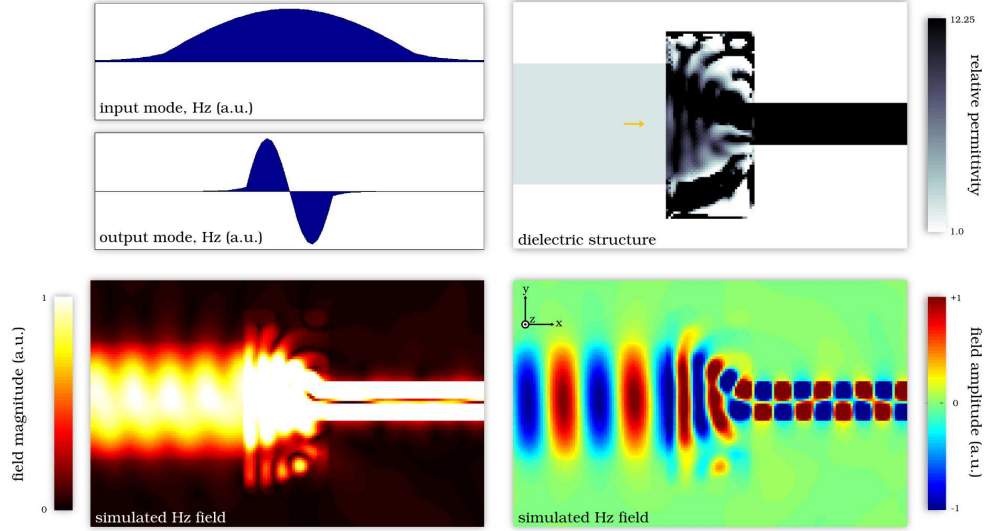 input mode, Hz (a.u.)
output mode, Hz (a.u.)
dielectric structure
12.25
relative permittivity
1.0
1
field magnitude (a.u.)
0
simulated Hz field
y
z
x
simulated Hz field
+1
field amplitude (a.u.)
0
-1